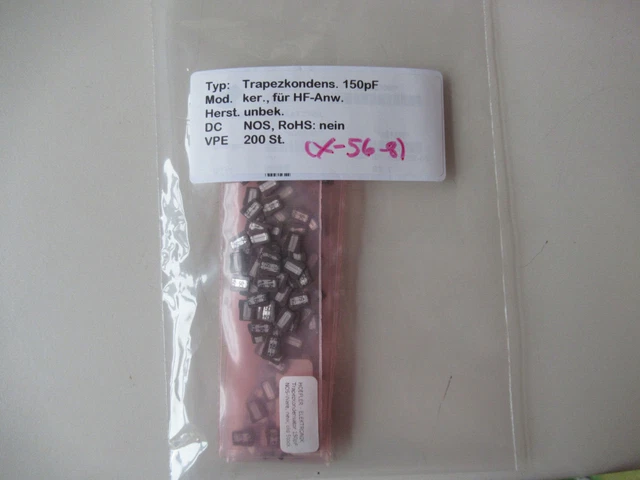 Typ: Trapezkondens. 150pF
Mod. ker., für HF-Anw.
Herst. unbek.
DC NOS, RoHS: nein
VPE 200 St.
(X-56-8)